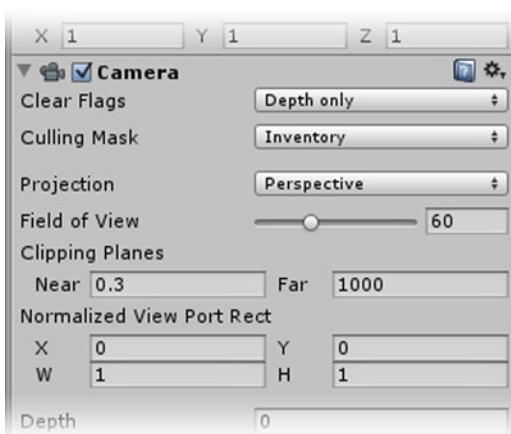 X 1 Y 1 Z 1
Camera
Clear Flags Depth only
Culling Mask Inventory
Projection Perspective
Field of View 60
Clipping Planes
Near 0.3 Far 1000
Normalized View Port Rect
X 0 Y 0
W 1 H 1
Depth 0